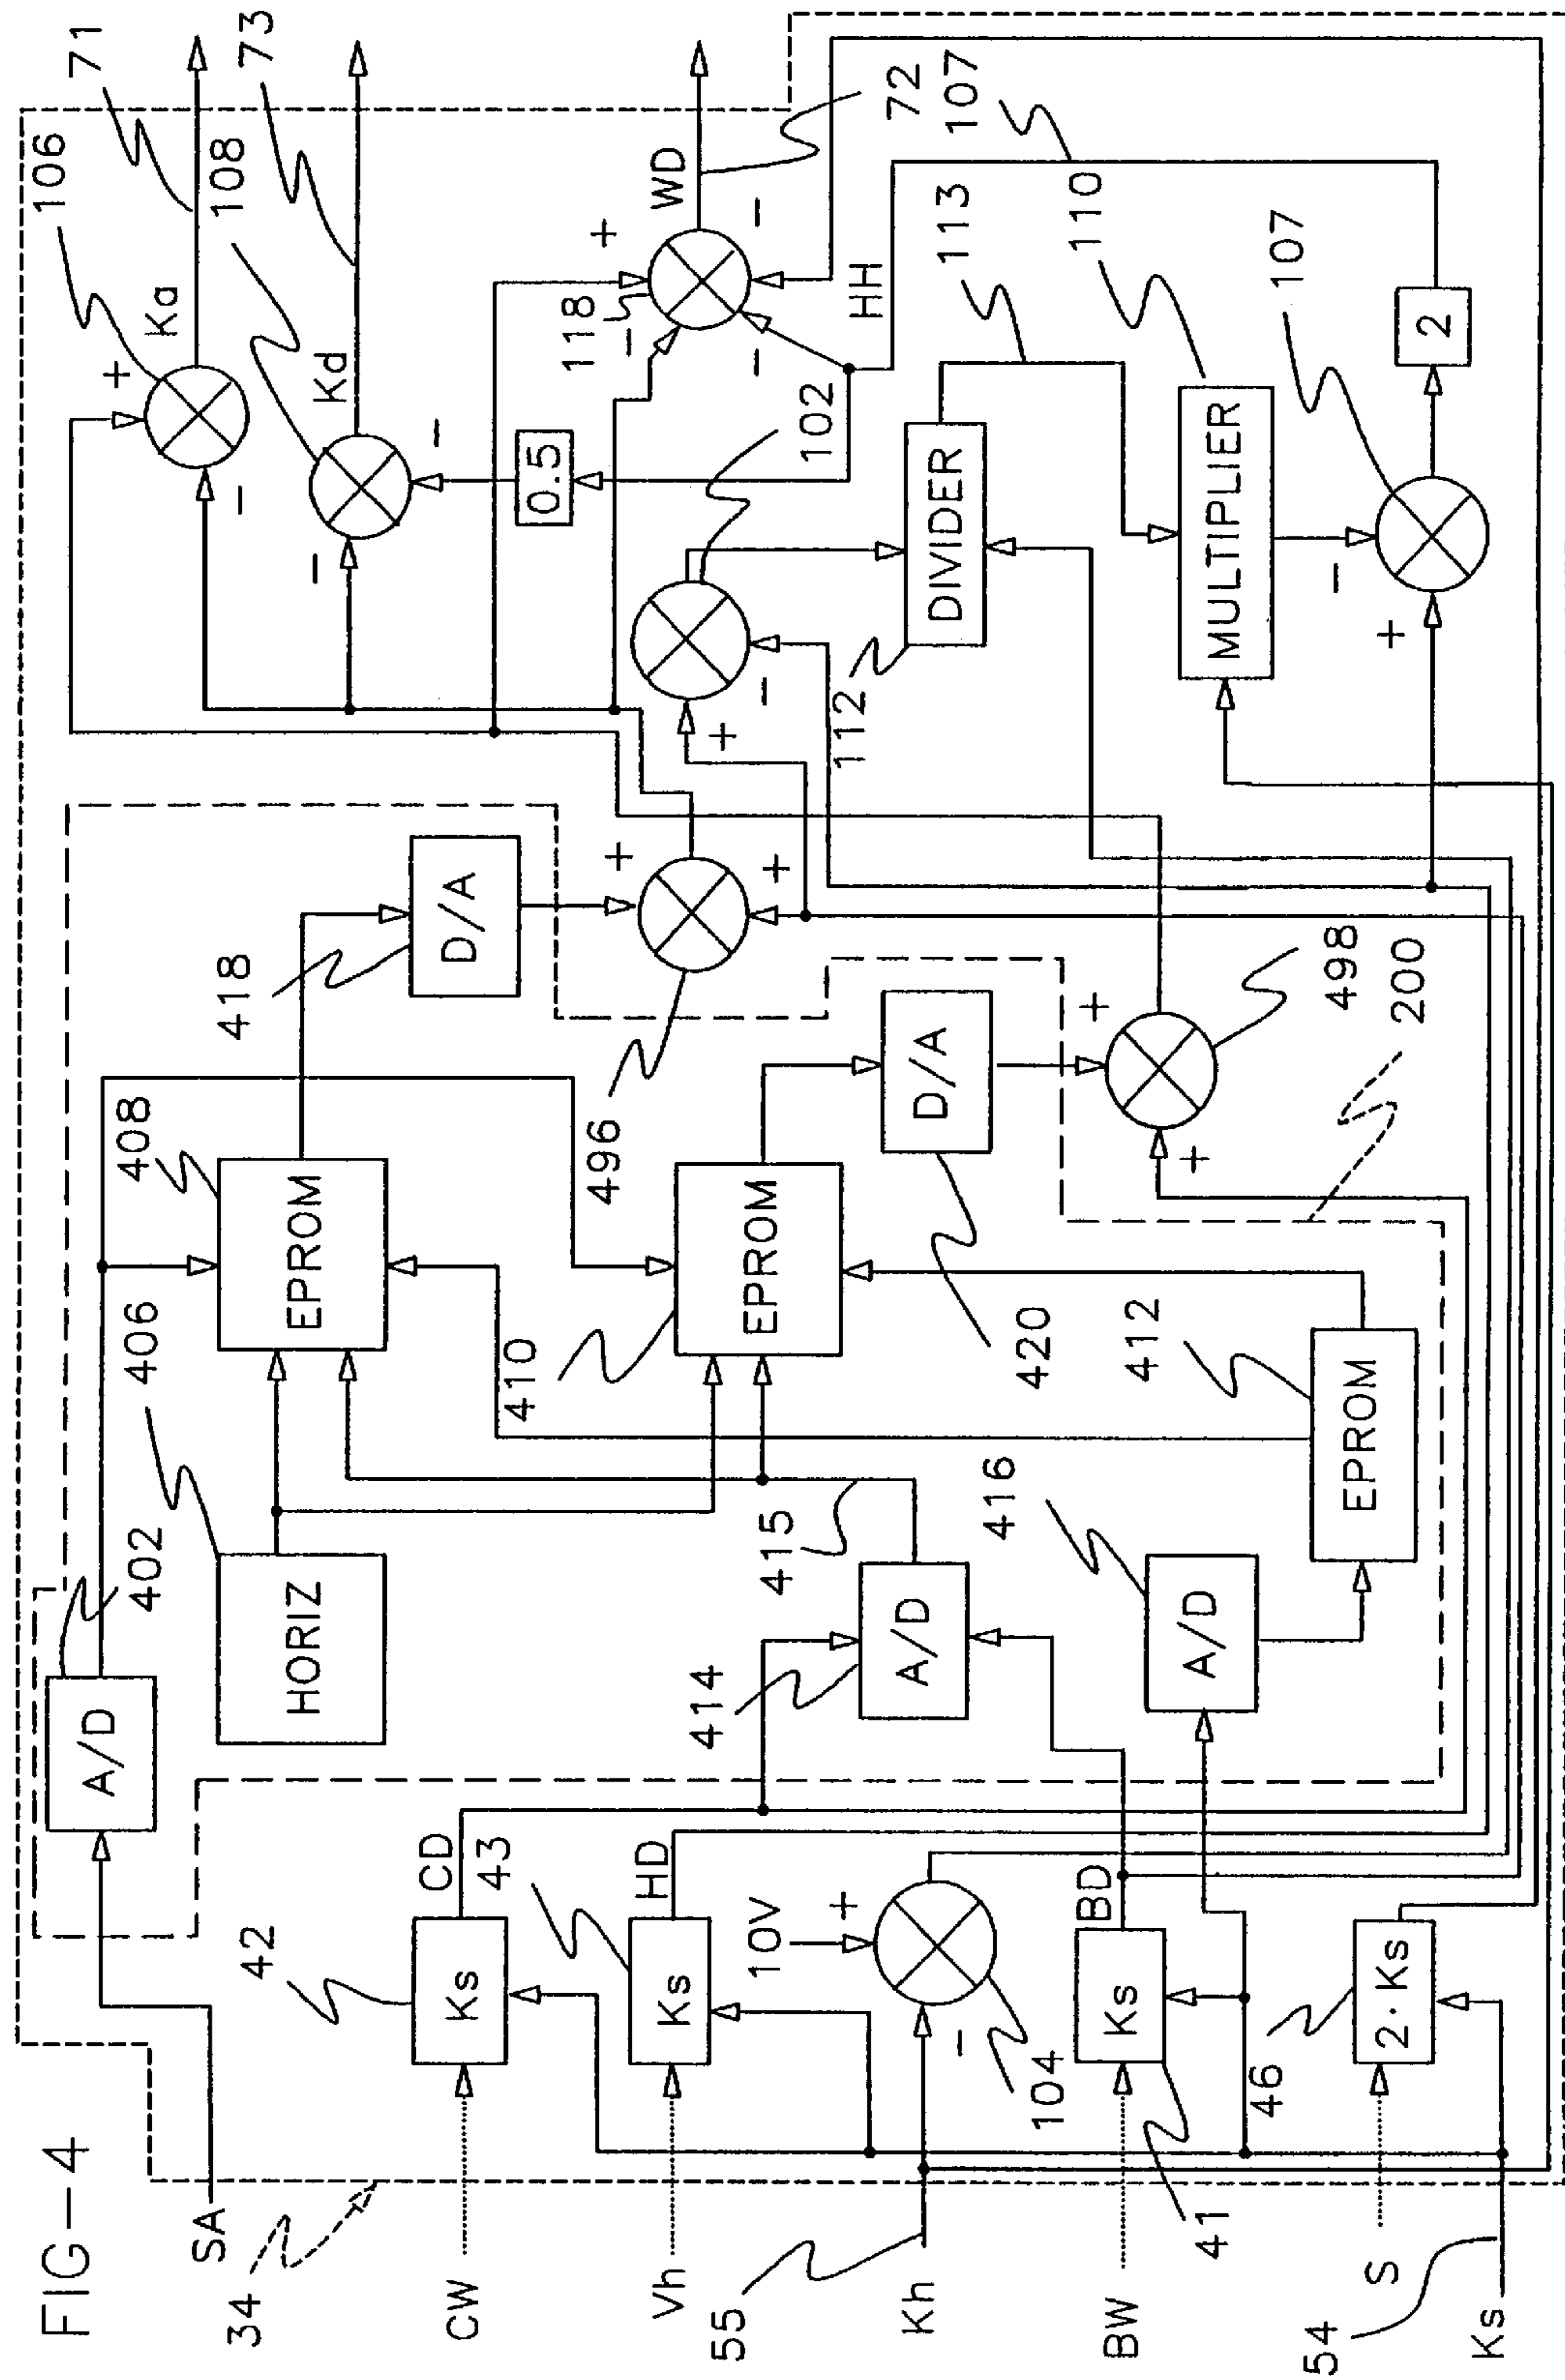 FIG-4
34
SA
CW
Vh
55
Kh
BW
41
S
54
Ks
A/D
402
HORIZ
406
42
Ks
CD
43
Ks
HD
10V
+
-
104
Ks
BD
46
2·Ks
414
A/D
415
416
A/D
EPROM
408
EPROM
410
EPROM
412
418
D/A
496
+
+
D/A
420
+
+
498
200
106
71
Ka
+
-
108
73
Kd
-
-
0.5
118
WD
72
+
-
-
-
HH
102
+
-
112
DIVIDER
113
107
MULTIPLIER
110
107
-
+
2